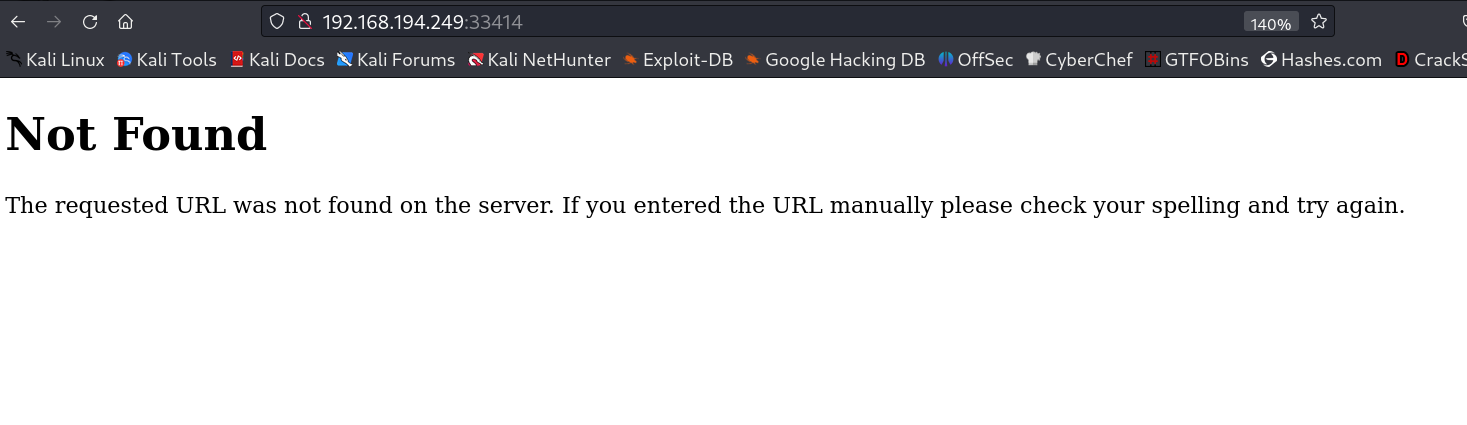 192.168.194.249:33414
140%
Kali Linux Kali Tools Kali Docs Kali Forums Kali NetHunter Exploit-DB Google Hacking DB OffSec CyberChef GTFOBins Hashes.com CrackS
Not Found
The requested URL was not found on the server. If you entered the URL manually please check your spelling and try again.